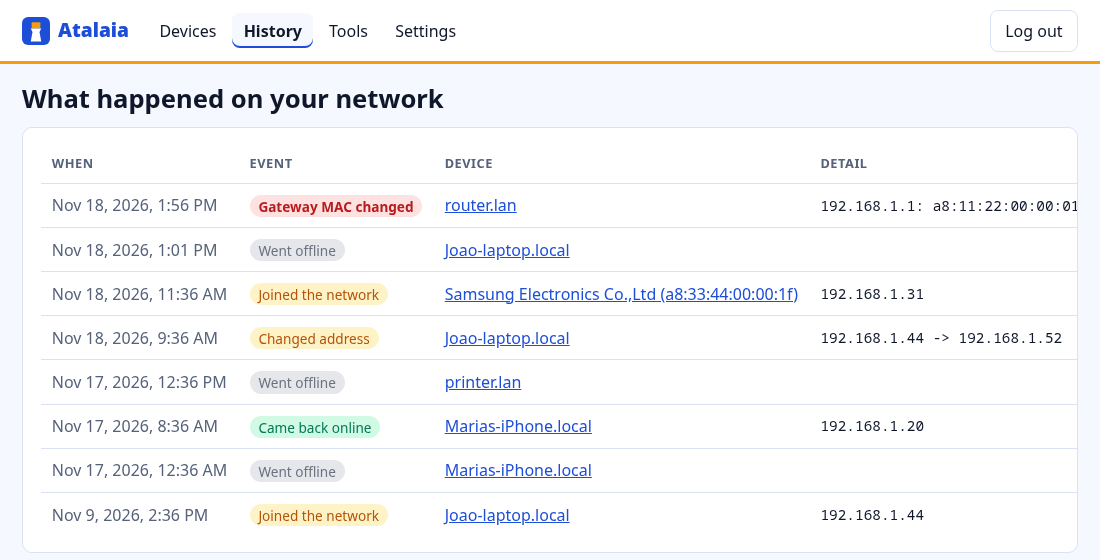 Atalaia Devices History Tools Settings Log out
What happened on your network
WHEN EVENT DEVICE DETAIL
Nov 18, 2026, 1:56 PM Gateway MAC changed router.lan 192.168.1.1: a8:11:22:00:00:01
Nov 18, 2026, 1:01 PM Went offline Joao-laptop.local
Nov 18, 2026, 11:36 AM Joined the network Samsung Electronics Co.,Ltd (a8:33:44:00:00:1f) 192.168.1.31
Nov 18, 2026, 9:36 AM Changed address Joao-laptop.local 192.168.1.44 -> 192.168.1.52
Nov 17, 2026, 12:36 PM Went offline printer.lan
Nov 17, 2026, 8:36 AM Came back online Marias-iPhone.local 192.168.1.20
Nov 17, 2026, 12:36 AM Went offline Marias-iPhone.local
Nov 9, 2026, 2:36 PM Joined the network Joao-laptop.local 192.168.1.44